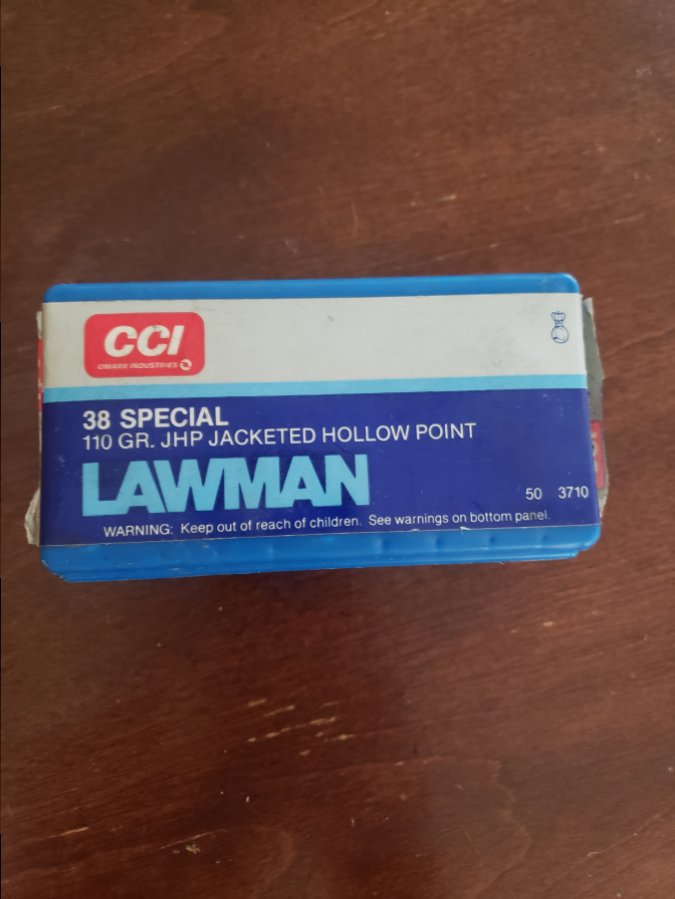 CCI
OMARK INDUSTRIES
38 SPECIAL
110 GR. JHP JACKETED HOLLOW POINT
LAWMAN
50 3710
WARNING: Keep out of reach of children. See warnings on bottom panel.